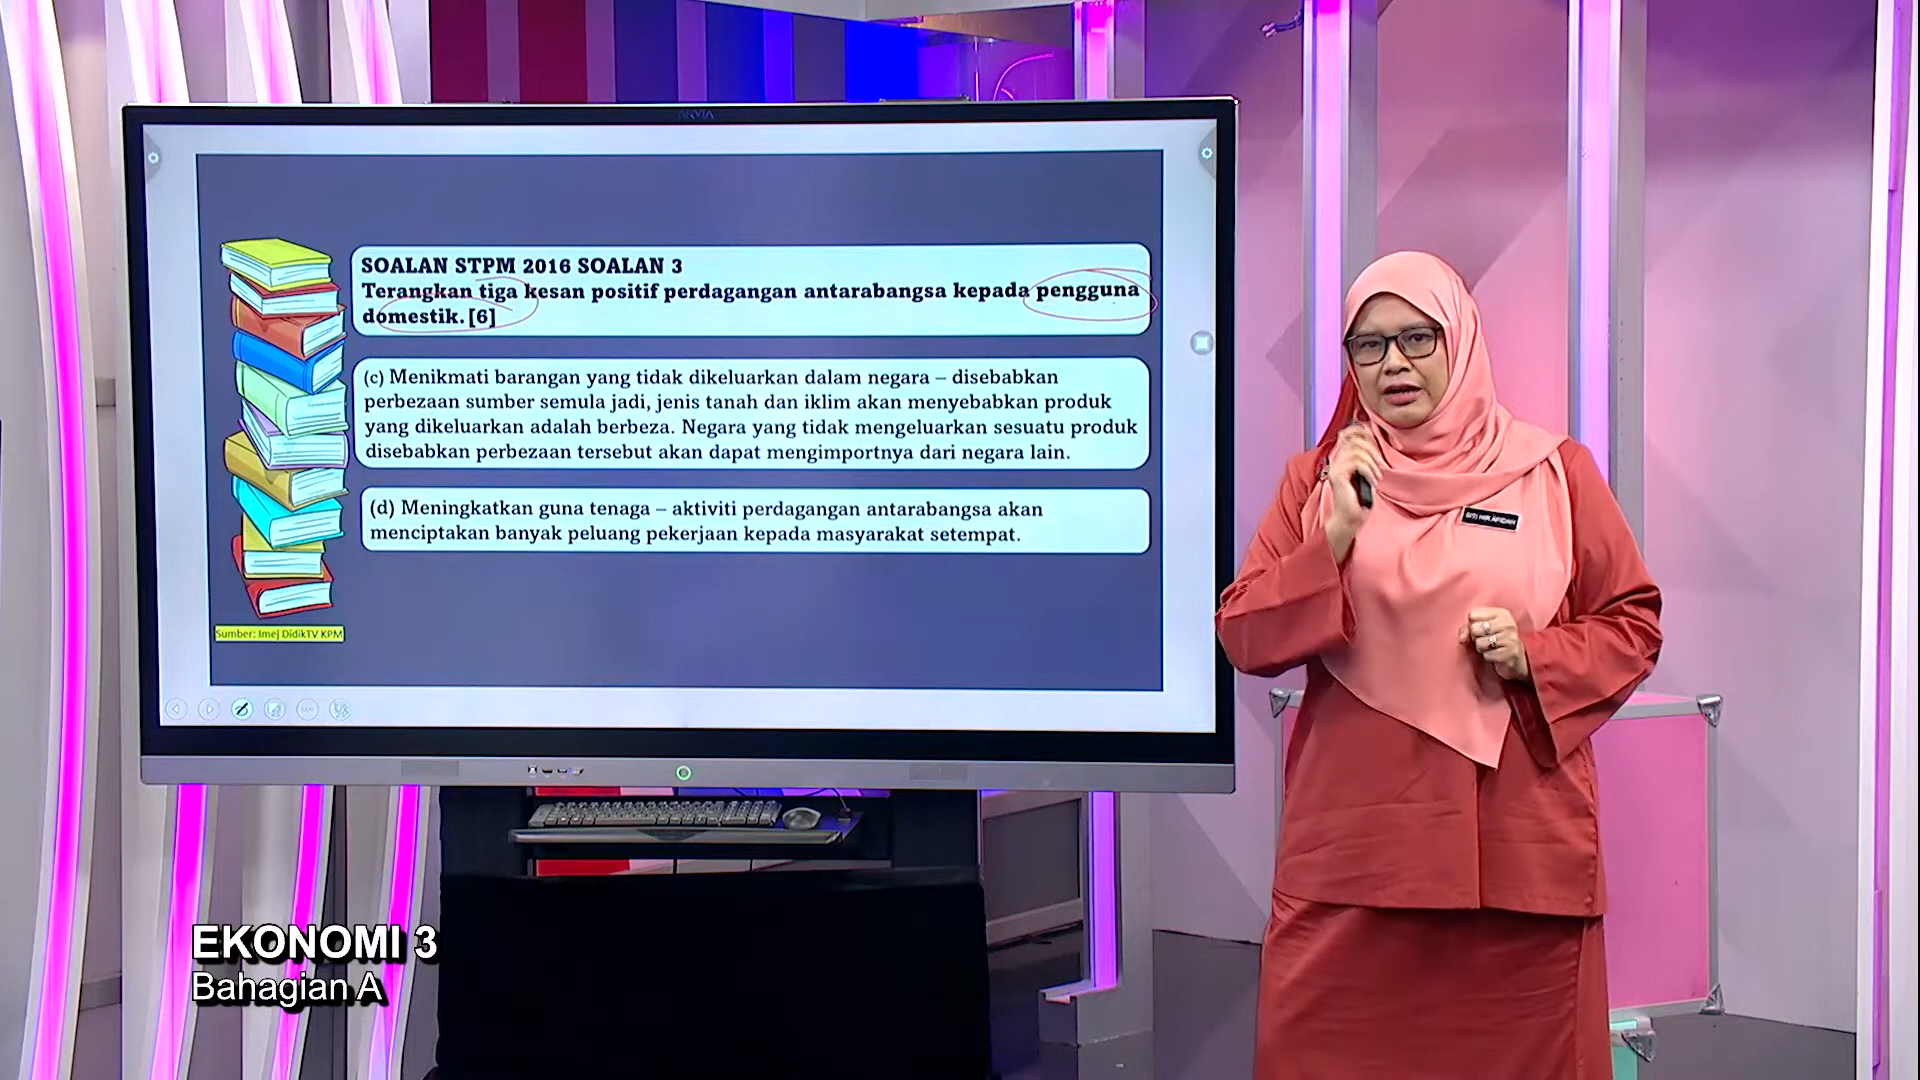 SOALAN STPM 2016 SOALAN 3
Terangkan tiga kesan positif perdagangan antarabangsa kepada pengguna
domestik. [6]
(c) Menikmati barangan yang tidak dikeluarkan dalam negara – disebabkan
perbezaan sumber semula jadi, jenis tanah dan iklim akan menyebabkan produk
yang dikeluarkan adalah berbeza. Negara yang tidak mengeluarkan sesuatu produk
disebabkan perbezaan tersebut akan dapat mengimportnya dari negara lain.
(d) Meningkatkan guna tenaga – aktiviti perdagangan antarabangsa akan
menciptakan banyak peluang pekerjaan kepada masyarakat setempat.
Sumber: Imej DidikTV KPM
EKONOMI 3
Bahagian A